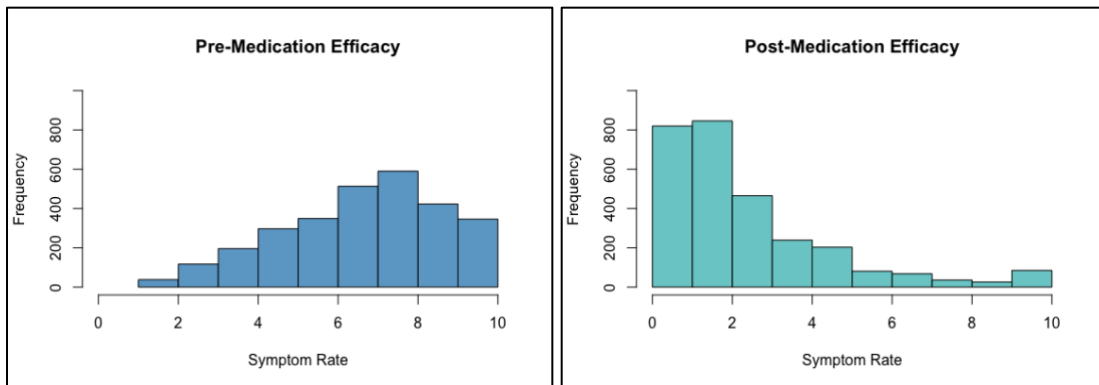 Pre-Medication Efficacy
Frequency
800
600
400
200
0
0 2 4 6 8 10
Symptom Rate
Post-Medication Efficacy
Frequency
800
600
400
200
0
0 2 4 6 8 10
Symptom Rate